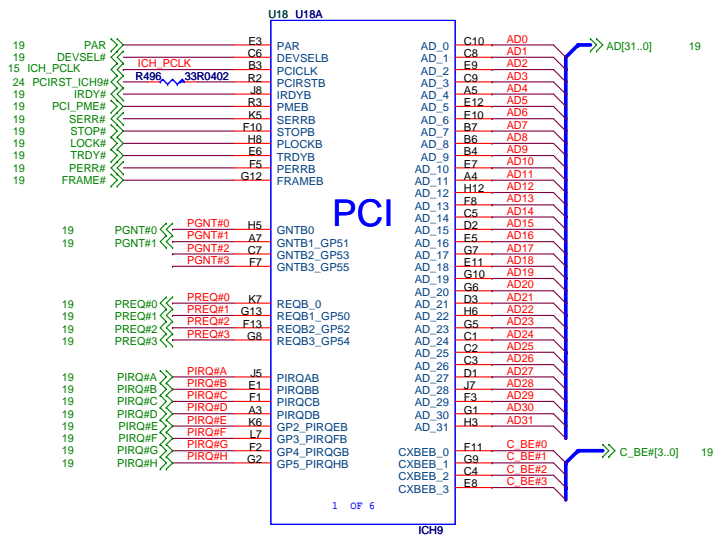 U18 U18A
19 PAR E3 PAR AD_0 C10 AD0 AD[31..0] 19
19 DEVSEL# C6 DEVSELB AD_1 C8 AD1
15 ICH_PCLK ICH_PCLK B3 PCICLK AD_2 E9 AD2
24 PCIRST_ICH9# R496 33R0402 R2 PCIRSTB AD_3 C9 AD3
19 IRDY# J8 IRDYB AD_4 A5 AD4
19 PCI_PME# R3 PMEB AD_5 E12 AD5
19 SERR# K5 SERRB AD_6 E10 AD6
19 STOP# F10 STOPB AD_7 B7 AD7
19 LOCK# H8 PLOCKB AD_8 B6 AD8
19 TRDY# E6 TRDYB AD_9 B4 AD9
19 PERR# F5 PERRB AD_10 E7 AD10
19 FRAME# G12 FRAMEB AD_11 A4 AD11
AD_12 H12 AD12
AD_13 F8 AD13
PCI
AD_14 C5 AD14
AD_15 D2 AD15
19 PGNT#0 PGNT#0 H5 GNTB0
19 PGNT#1 PGNT#1 A7 GNTB1_GP51 AD_16 E5 AD16
PGNT#2 C7 GNTB2_GP53 AD_17 G7 AD17
PGNT#3 F7 GNTB3_GP55 AD_18 E11 AD18
AD_19 G10 AD19
AD_20 G6 AD20
19 PREQ#0 PREQ#0 K7 REQB_0 AD_21 D3 AD21
19 PREQ#1 PREQ#1 G13 REQB1_GP50 AD_22 H6 AD22
19 PREQ#2 PREQ#2 F13 REQB2_GP52 AD_23 G5 AD23
19 PREQ#3 PREQ#3 G8 REQB3_GP54 AD_24 C1 AD24
AD_25 C2 AD25
AD_26 C3 AD26
19 PIRQ#A PIRQ#A J5 PIRQAB AD_27 D1 AD27
19 PIRQ#B PIRQ#B E1 PIRQBB AD_28 J7 AD28
19 PIRQ#C PIRQ#C F1 PIRQCB AD_29 F3 AD29
19 PIRQ#D PIRQ#D A3 PIRQDB AD_30 G1 AD30
19 PIRQ#E PIRQ#E K6 GP2_PIRQEB AD_31 H3 AD31
19 PIRQ#F PIRQ#F L7 GP3_PIRQFB
19 PIRQ#G PIRQ#G F2 GP4_PIRQGB CXBEB_0 F11 C_BE#0 C_BE#[3..0] 19
19 PIRQ#H PIRQ#H G2 GP5_PIRQHB CXBEB_1 G9 C_BE#1
CXBEB_2 C4 C_BE#2
CXBEB_3 E8 C_BE#3
1 OF 6
ICH9